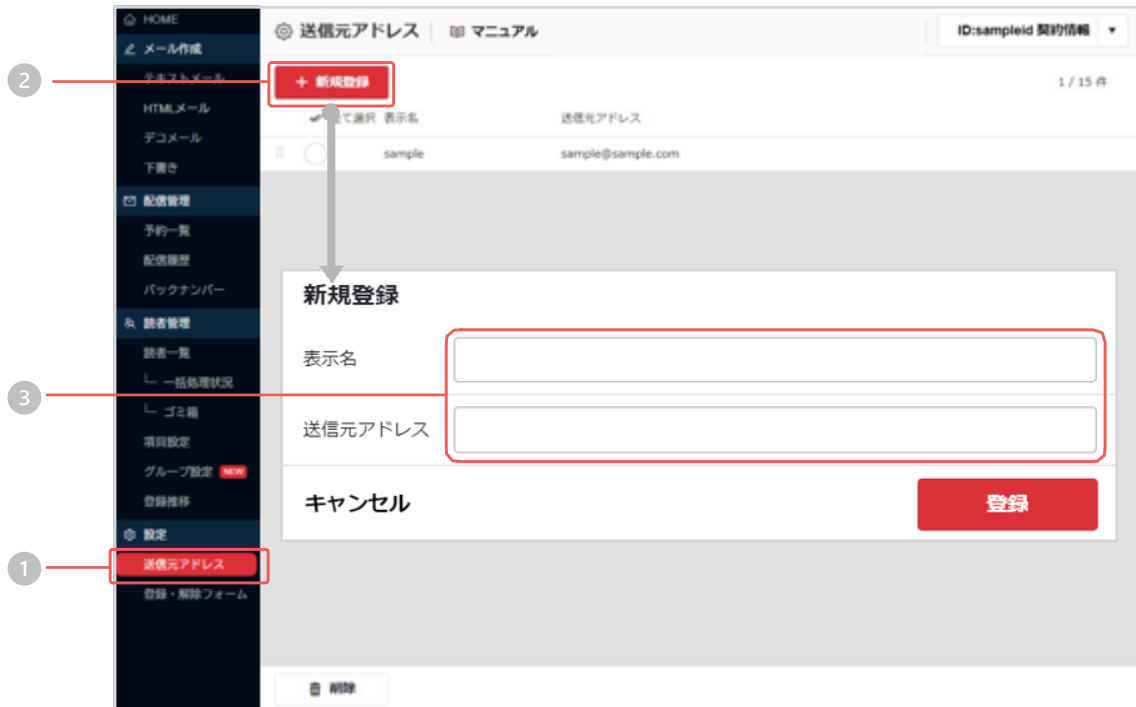 HOME
メール作成
テキストメール
HTMLメール
デコメール
下書き
配信管理
予約一覧
配信履歴
バックナンバー
読者管理
読者一覧
一括処理状況
ゴミ箱
項目設定
グループ設定 NEW
登録推移
設定
送信元アドレス
登録・解除フォーム
送信元アドレス マニュアル
ID:sampleid 契約情報 ▼
2
+ 新規登録
1 / 15 件
全て選択 表示名 送信元アドレス
sample sample@sample.com
新規登録
表示名
3
送信元アドレス
キャンセル 登録
1
削除